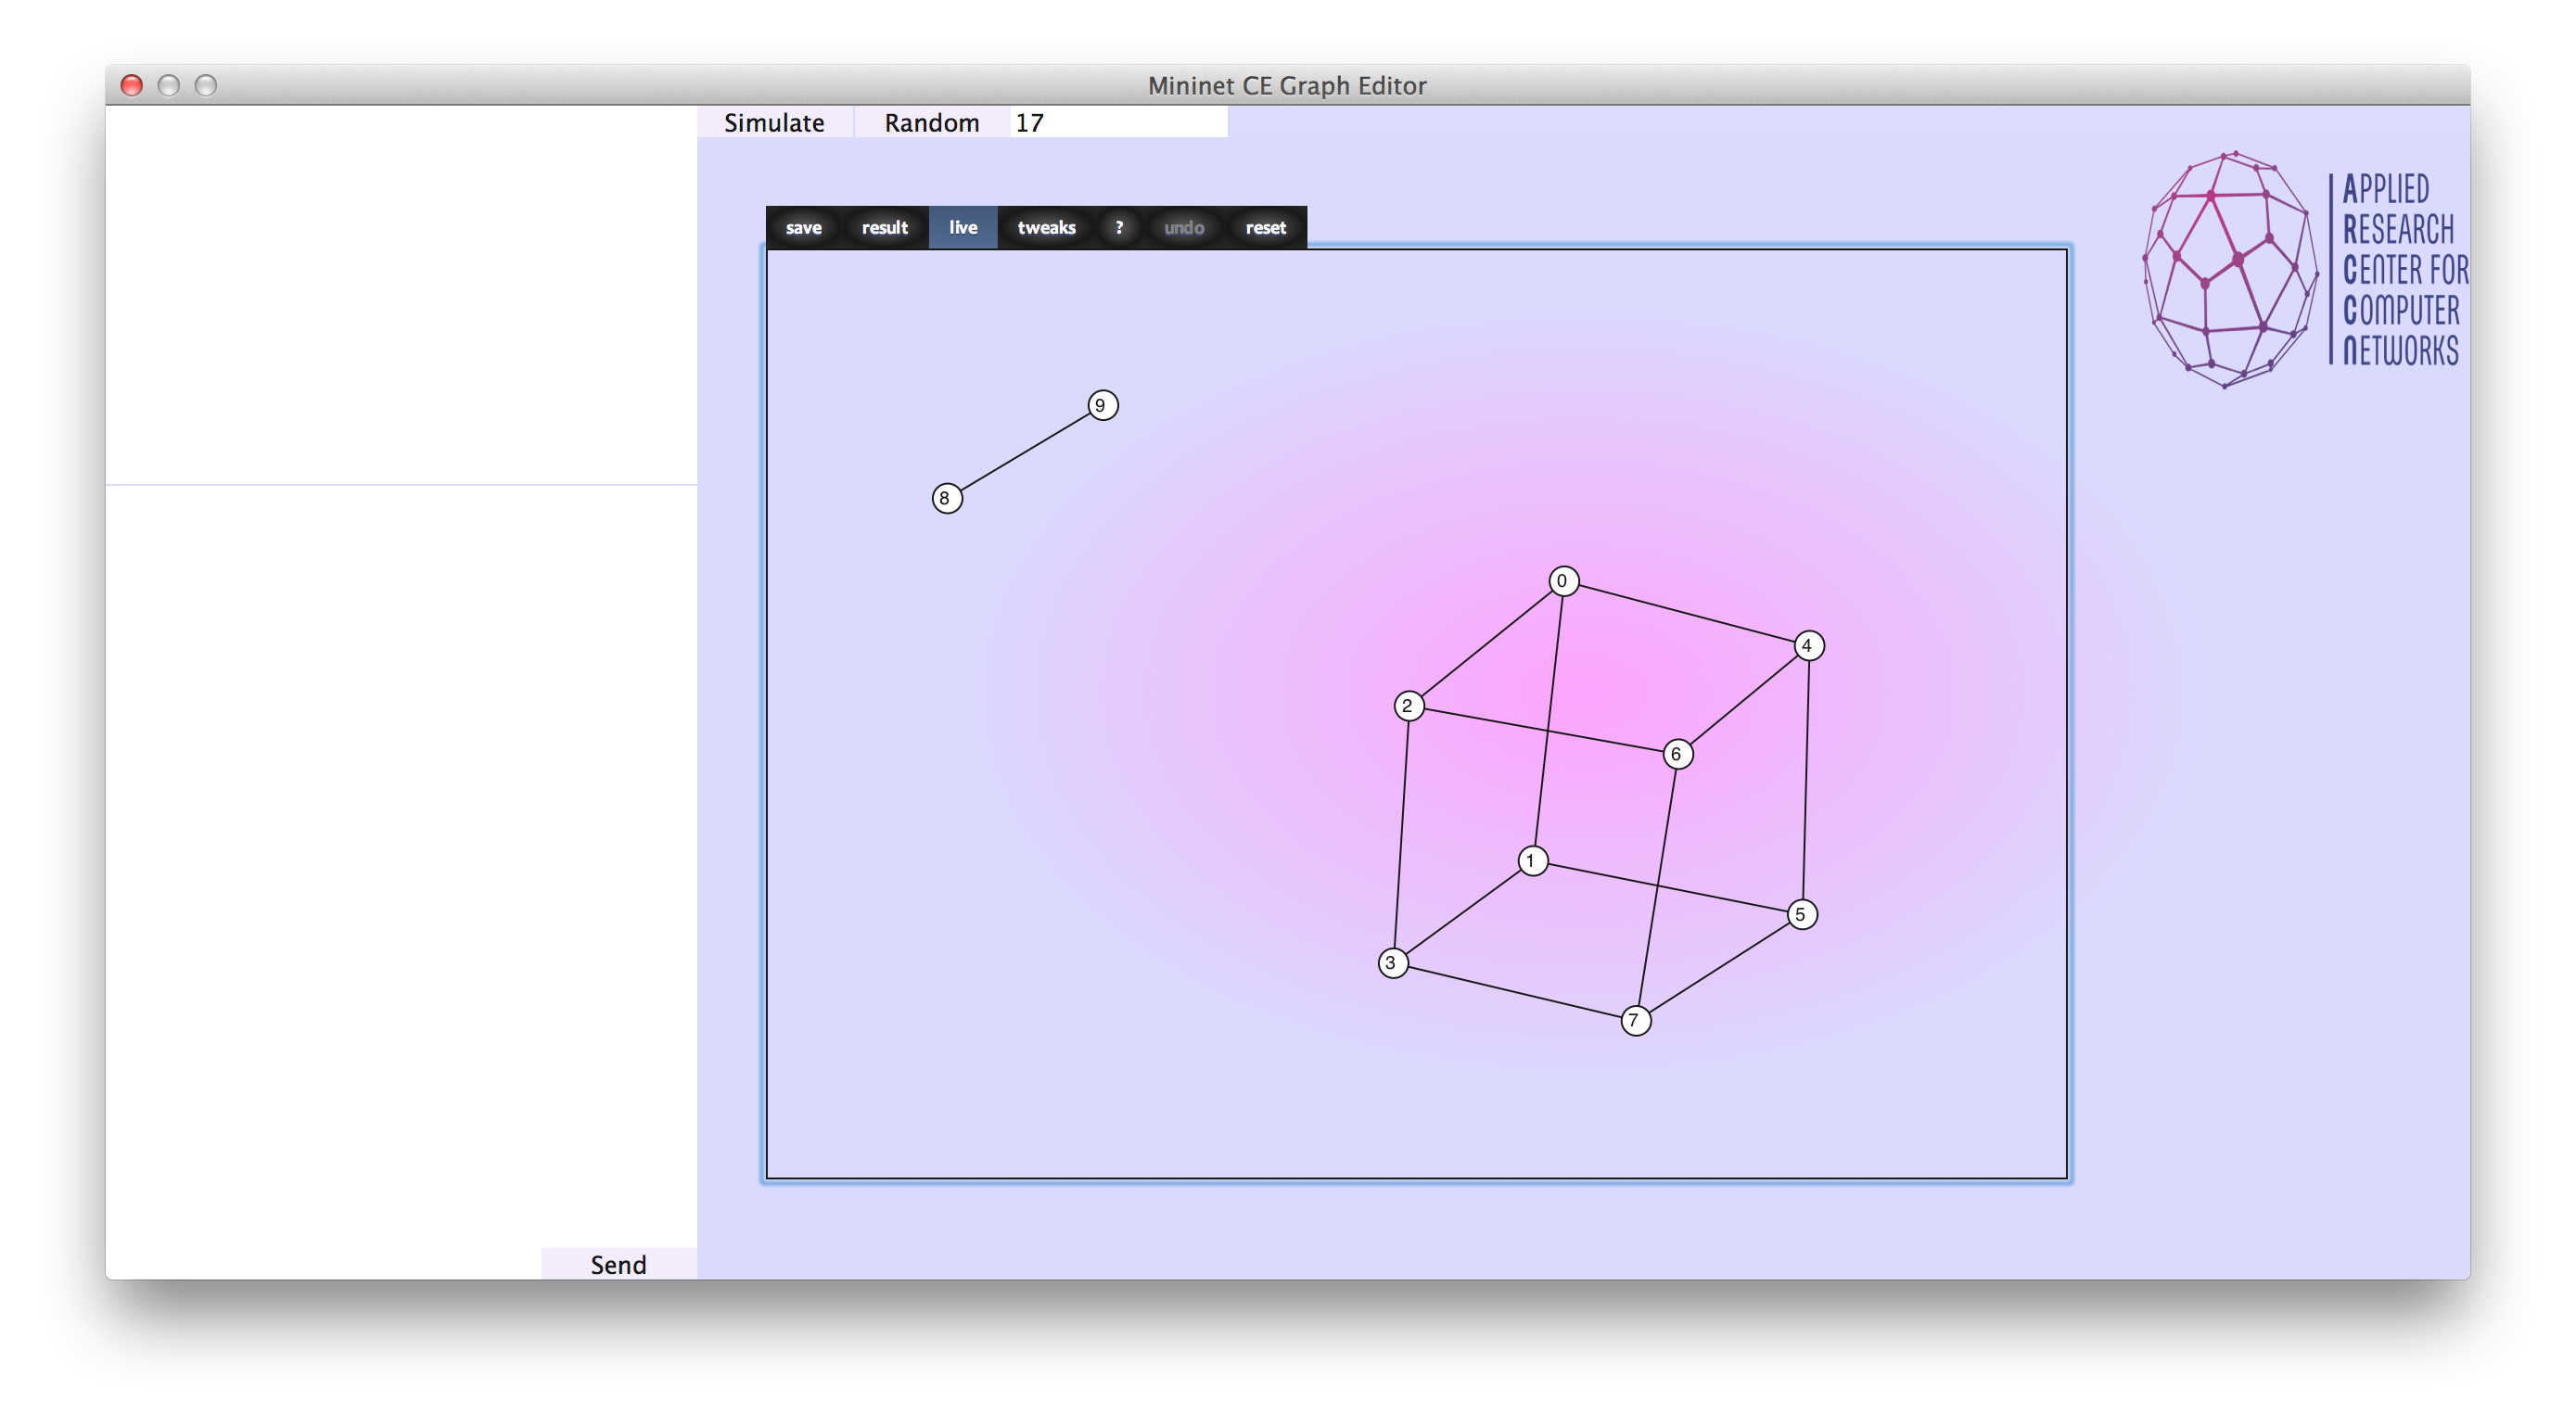 Mininet CE Graph Editor
Simulate Random 17
save result live tweaks ? undo reset
APPLIED
RESEARCH
CENTER FOR
COMPUTER
NETWORKS
9
8
0
4
2
6
1
5
3
7
Send